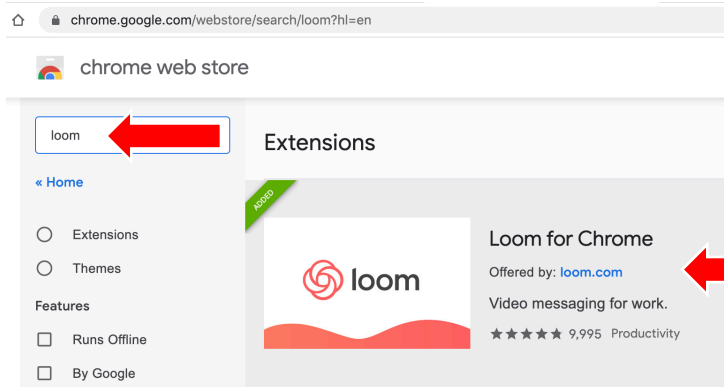 chrome.google.com/webstore/search/loom?hl=en
chrome web store
loom
« Home
Extensions
Themes
Features
Runs Offline
By Google
Extensions
ADDED
loom
Loom for Chrome
Offered by: loom.com
Video messaging for work.
9,995 Productivity